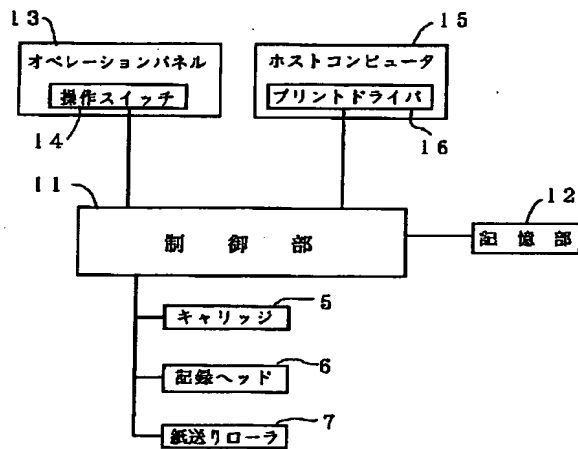 13
15
オペレーションパネル
ホストコンピュータ
操作スイッチ
プリントドライバ
14
16
11
12
制御部
記憶部
キャリッジ
5
記録ヘッド
6
紙送りローラ
7